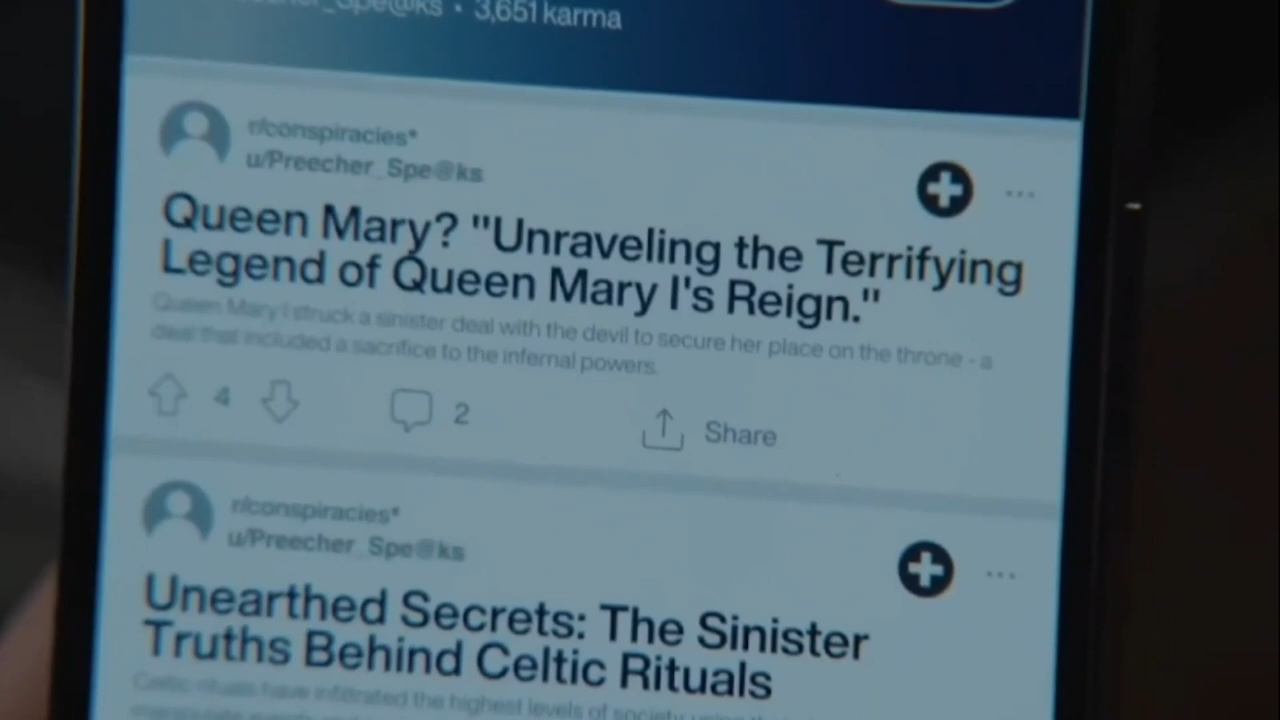 3,651 karma
r/conspiracies*
u/Preecher_Spe@ks
Queen Mary? "Unraveling the Terrifying
Legend of Queen Mary I's Reign."
Queen Mary I struck a sinister deal with the devil to secure her place on the throne - a
deal that included a sacrifice to the infernal powers.
4
2
Share
r/conspiracies*
u/Preecher_Spe@ks
Unearthed Secrets: The Sinister
Truths Behind Celtic Rituals
Celtic rituals have infiltrated the highest levels of society using